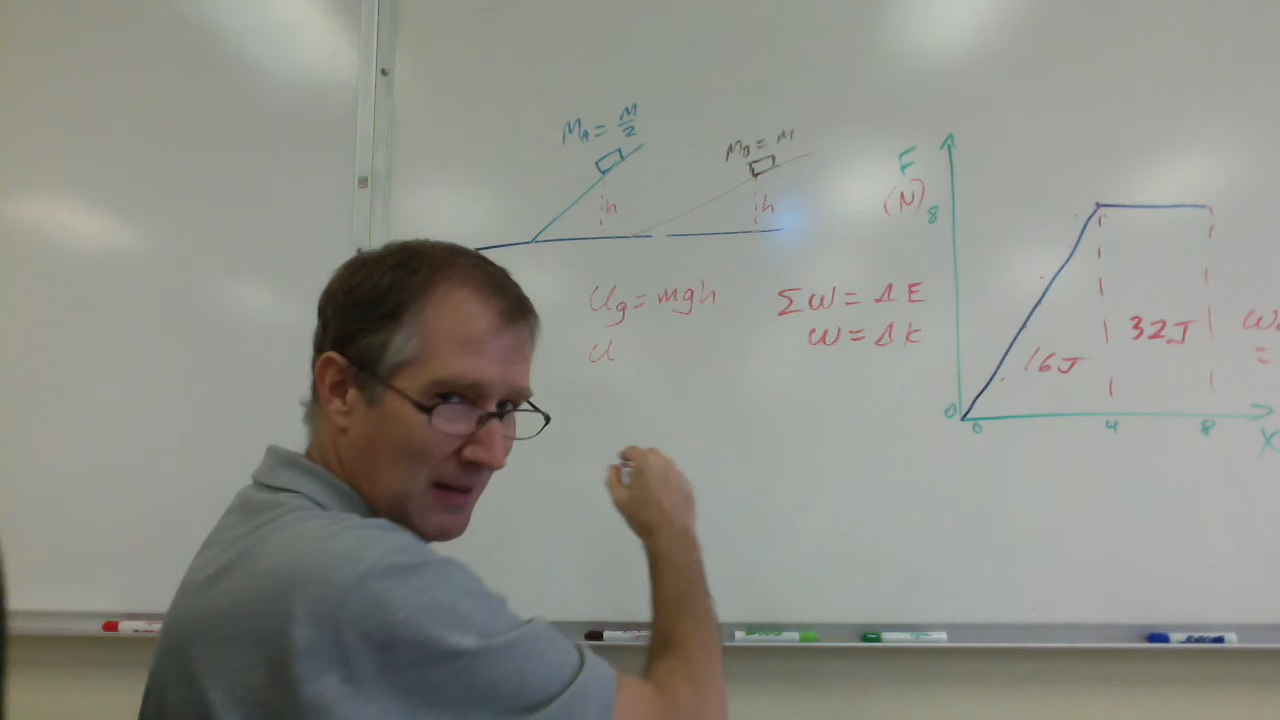 M_A = M/2
M_B = M
h
h
U_g = mgh
U
ΣW = ΔE
W = ΔK
F
(N)
8
0
0
4
8
X
16J
32J
W
=